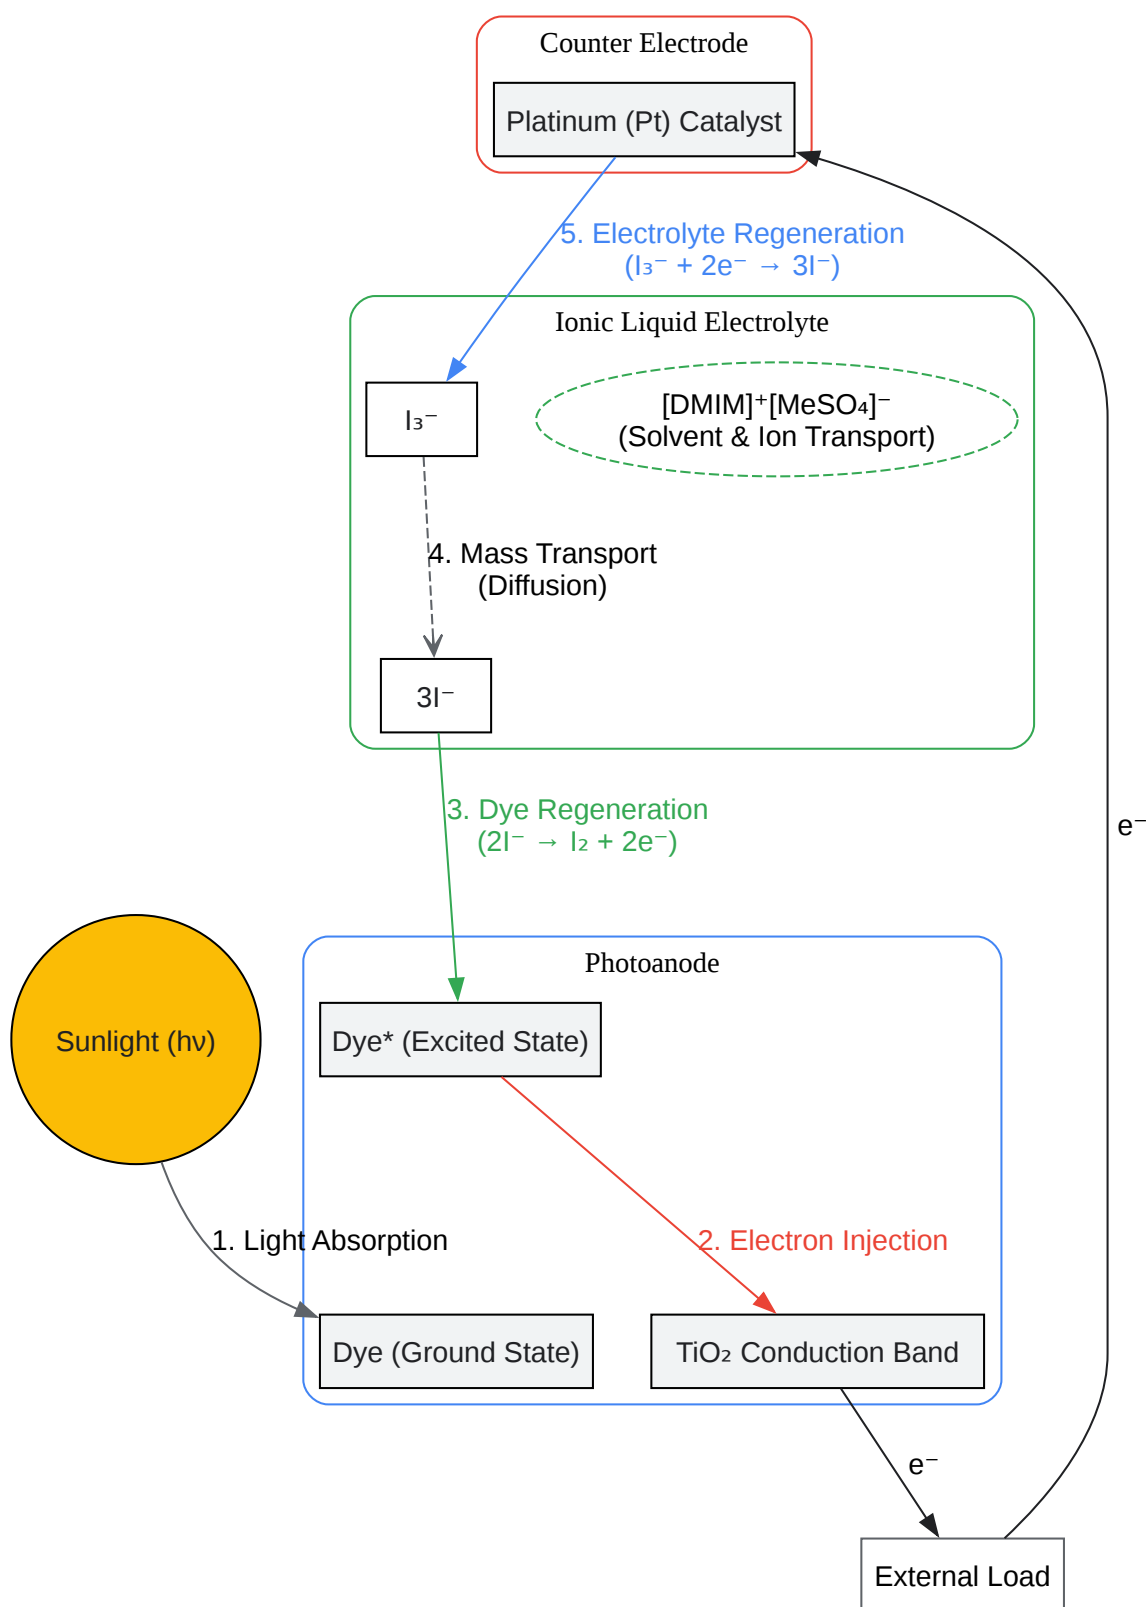 Counter Electrode
Platinum (Pt) Catalyst
5. Electrolyte Regeneration
(I₃⁻ + 2e⁻ → 3I⁻)
Ionic Liquid Electrolyte
I₃⁻
[DMIM]⁺[MeSO₄]⁻
(Solvent & Ion Transport)
4. Mass Transport
(Diffusion)
3I⁻
3. Dye Regeneration
(2I⁻ → I₂ + 2e⁻)
e⁻
Photoanode
Sunlight (hν)
Dye* (Excited State)
1. Light Absorption
2. Electron Injection
Dye (Ground State)
TiO₂ Conduction Band
e⁻
External Load